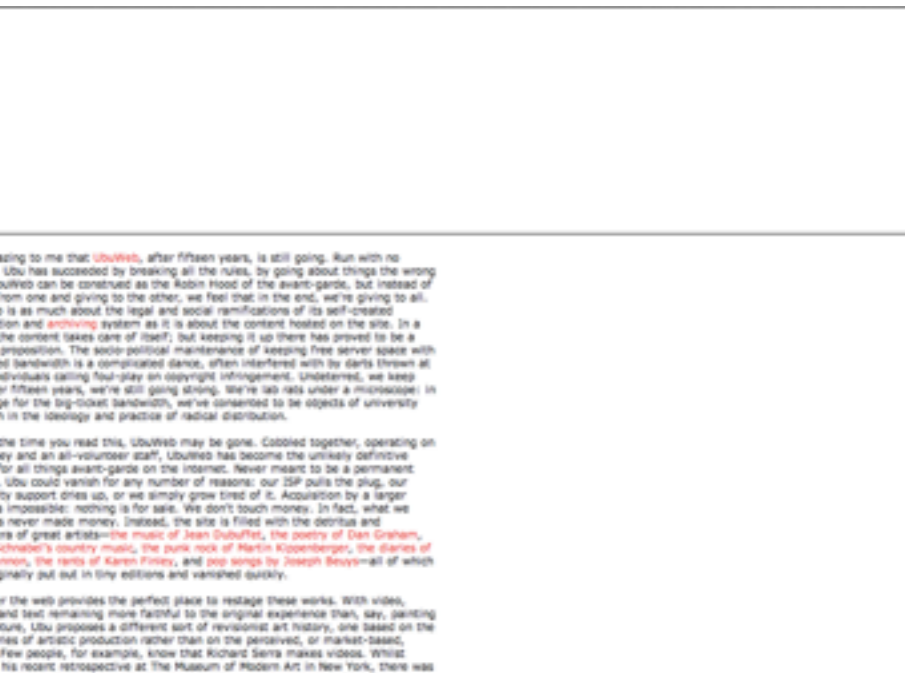 azing to me that UbuWeb, after fifteen years, is still going. Run with no
Ubu has succeeded by breaking all the rules, by going about things the wrong
buWeb can be construed as the Robin Hood of the avant-garde, but instead of
from one and giving to the other, we feel that in the end, we're giving to all.
is as much about the legal and social ramifications of its self-created
tion and archiving system as it is about the content hosted on the site. In a
the content takes care of itself; but keeping it up there has proved to be a
proposition. The socio-political maintenance of keeping free server space with
ed bandwidth is a complicated dance, often interfered with by darts thrown at
dividuals calling foul-play on copyright infringement. Undeterred, we keep
r fifteen years, we're still going strong. We're lab rats under a microscope: in
ge for the big-ticket bandwidth, we've consented to be objects of university
h in the ideology and practice of radical distribution.
the time you read this, UbuWeb may be gone. Cobbled together, operating on
ey and an all-volunteer staff, UbuWeb has become the unlikely definitive
for all things avant-garde on the internet. Never meant to be a permanent
, Ubu could vanish for any number of reasons: our ISP pulls the plug, our
ty support dries up, or we simply grow tired of it. Acquisition by a larger
s impossible: nothing is for sale. We don't touch money. In fact, what we
s never made money. Instead, the site is filled with the detritus and
ra of great artists—the music of Jean Dubuffet, the poetry of Dan Graham,
Schnabel's country music, the punk rock of Martin Kippenberger, the diaries of
nnon, the rants of Karen Finley, and pop songs by Joseph Beuys—all of which
ginally put out in tiny editions and vanished quickly.
r the web provides the perfect place to restage these works. With video,
and text remaining more faithful to the original experience than, say, painting
ture, Ubu proposes a different sort of revisionist art history, one based on the
ries of artistic production rather than on the perceived, or market-based,
Few people, for example, know that Richard Serra makes videos. Whilst
his recent retrospective at The Museum of Modern Art in New York, there was